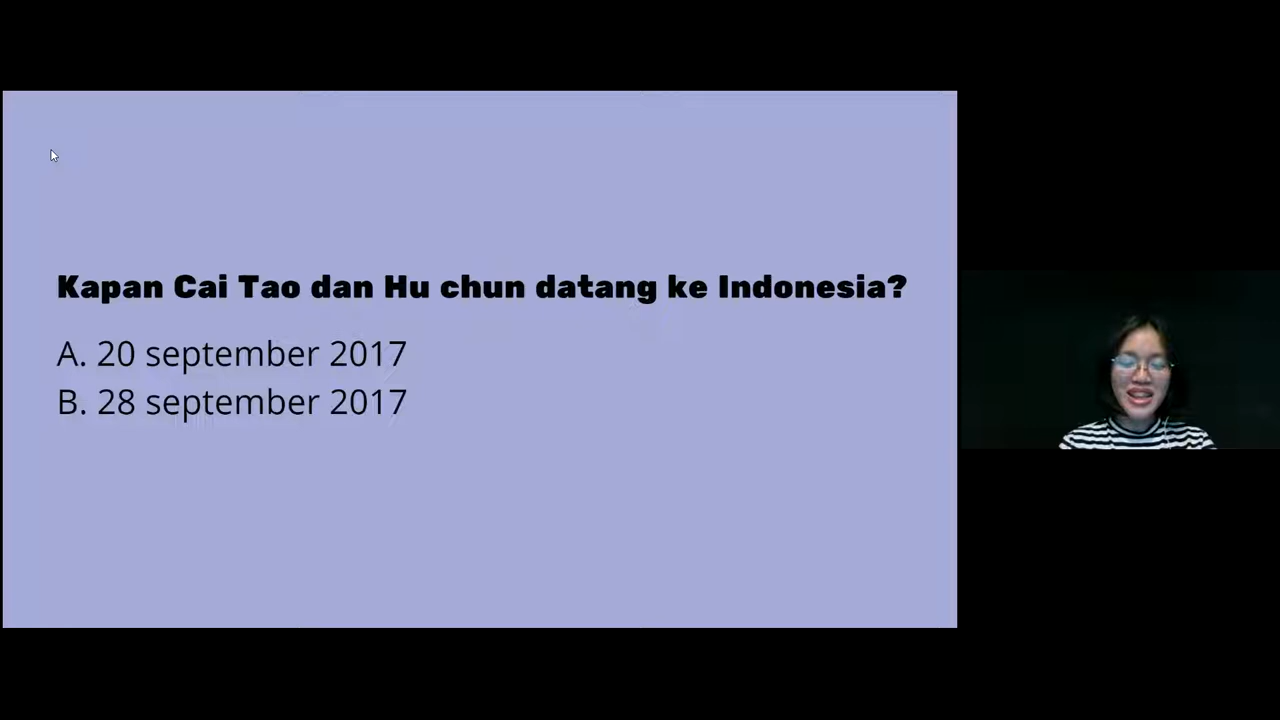 Kapan Cai Tao dan Hu chun datang ke Indonesia?
A. 20 september 2017
B. 28 september 2017